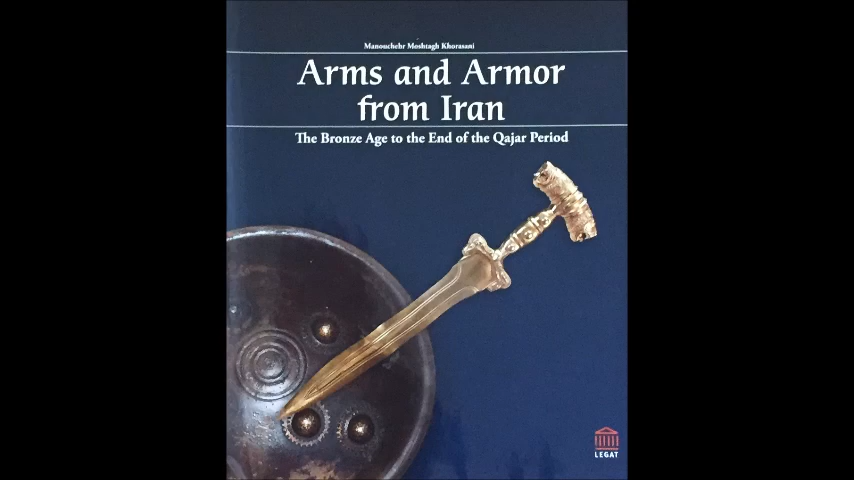 Manouchehr Moshtagh Khorasani
Arms and Armor
from Iran
The Bronze Age to the End of the Qajar Period
LEGAT